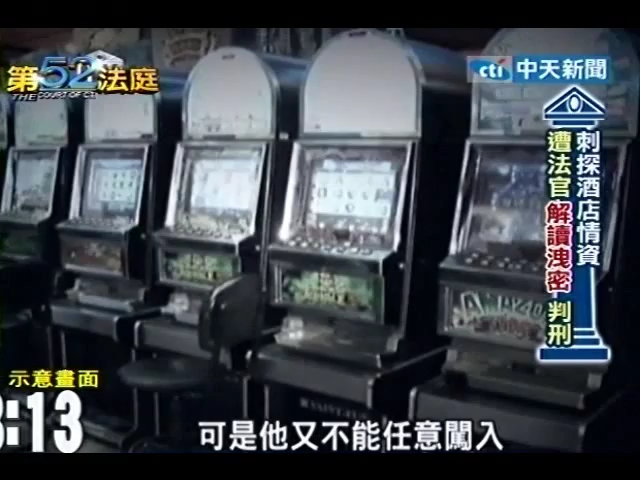 第52法庭
THE COURT OF CTI
cti 中天新聞
刺探酒店情資
遭法官解讀洩密 判刑
示意畫面
3:13
可是他又不能任意闖入